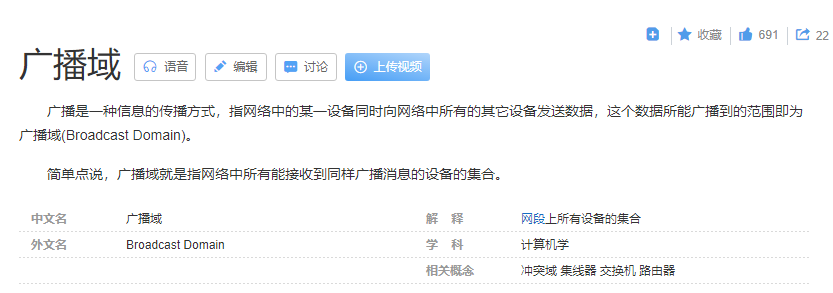 收藏 691 22
广播域 语音 编辑 讨论 上传视频
广播是一种信息的传播方式，指网络中的某一设备同时向网络中所有的其它设备发送数据，这个数据所能广播到的范围即为
广播域(Broadcast Domain)。
简单点说，广播域就是指网络中所有能接收到同样广播消息的设备的集合。
中文名 广播域 解 释 网段上所有设备的集合
外文名 Broadcast Domain 学 科 计算机学
相关概念 冲突域 集线器 交换机 路由器